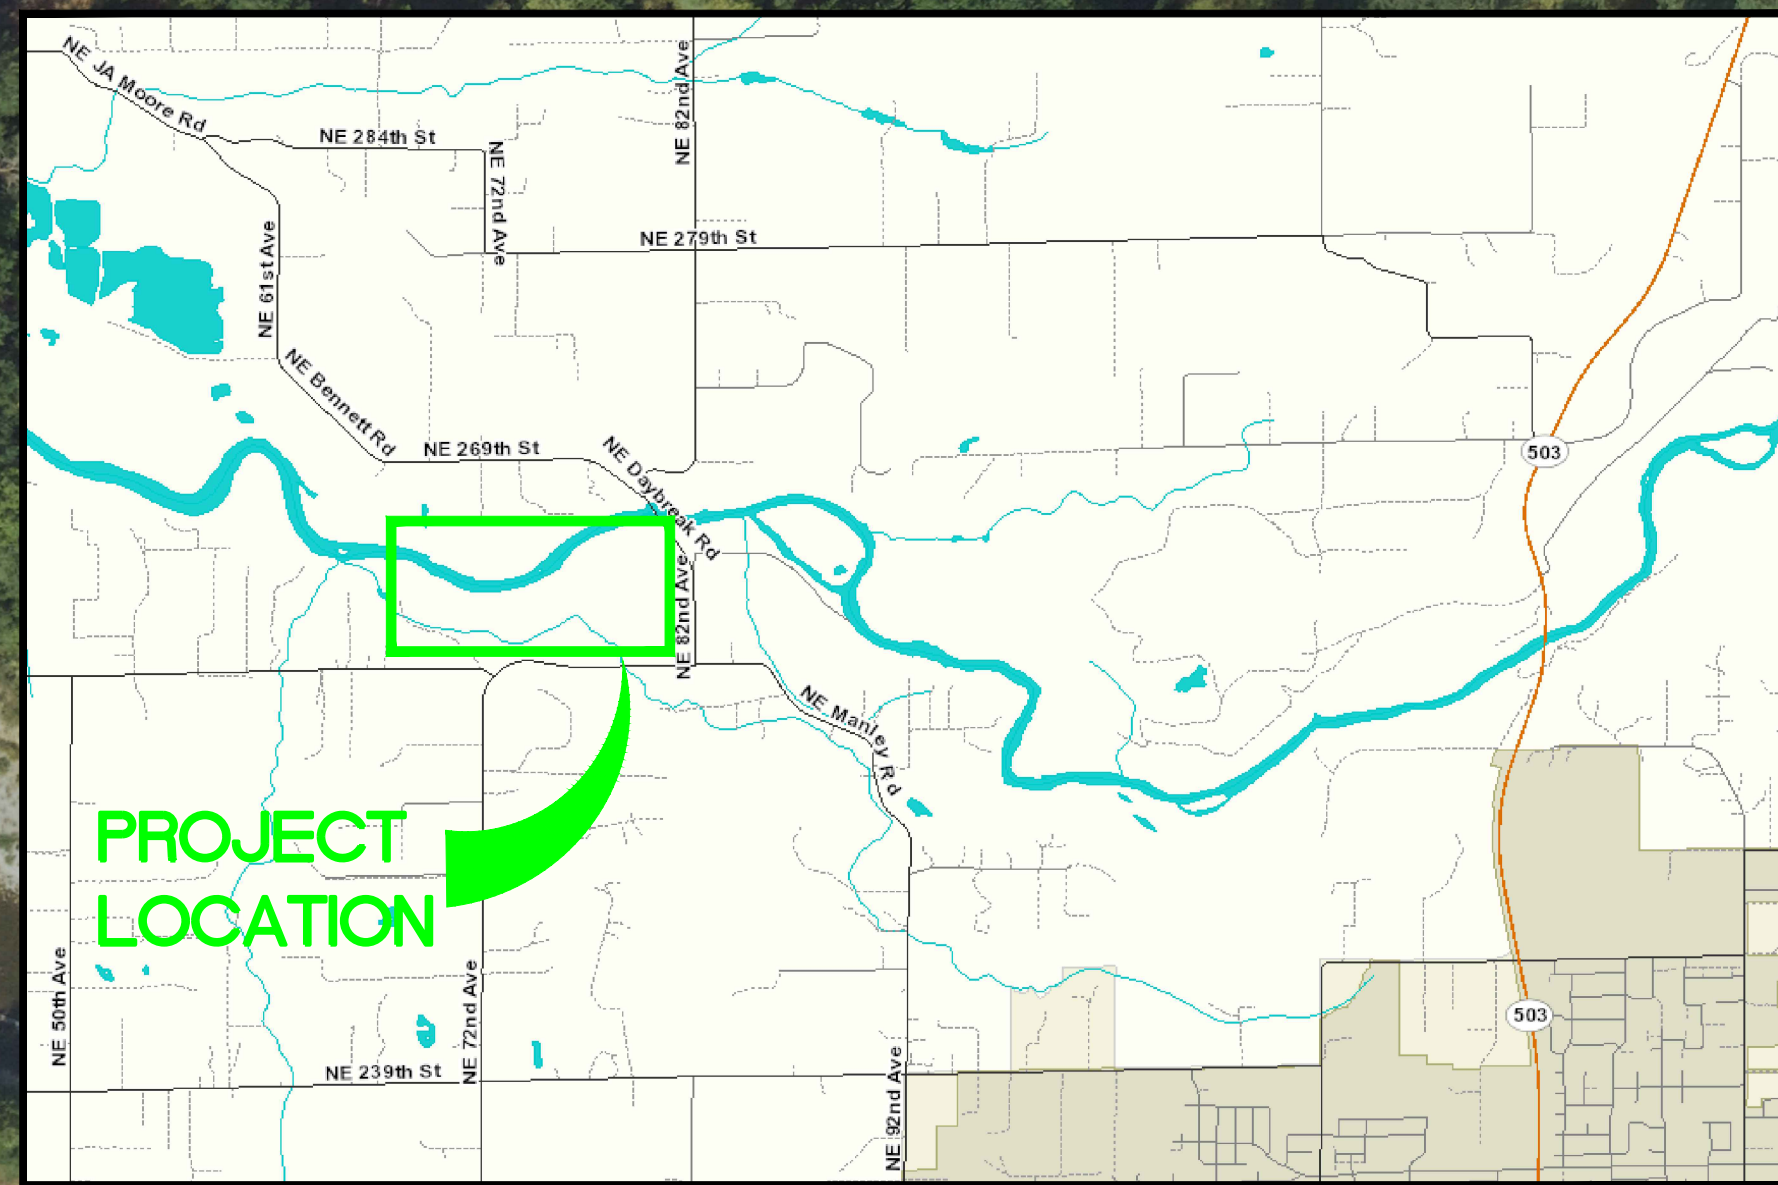 NE JA Moore Rd
NE 284th St
NE 72nd Ave
NE 82nd Ave
NE 279th St
NE 61st Ave
NE Bennett Rd
NE 269th St
NE Daybreak Rd
503
NE 82nd Ave
NE Manley Rd
PROJECT
LOCATION
NE 50th Ave
NE 72nd Ave
NE 239th St
NE 92nd Ave
503